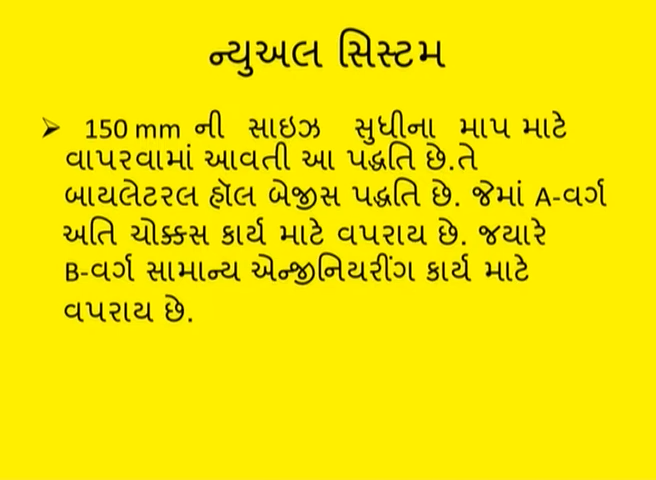 ન્યુઅલ સિસ્ટમ
➢ 150 mm ની સાઇઝ સુધીના માપ માટે
વાપરવામાં આવતી આ પદ્ધતિ છે.તે
બાયલેટરલ હૉલ બેજીસ પદ્ધતિ છે. જેમાં A-વર્ગ
અતિ ચોક્કસ કાર્ય માટે વપરાય છે. જયારે
B-વર્ગ સામાન્ય એન્જીનિયરીંગ કાર્ય માટે
વપરાય છે.